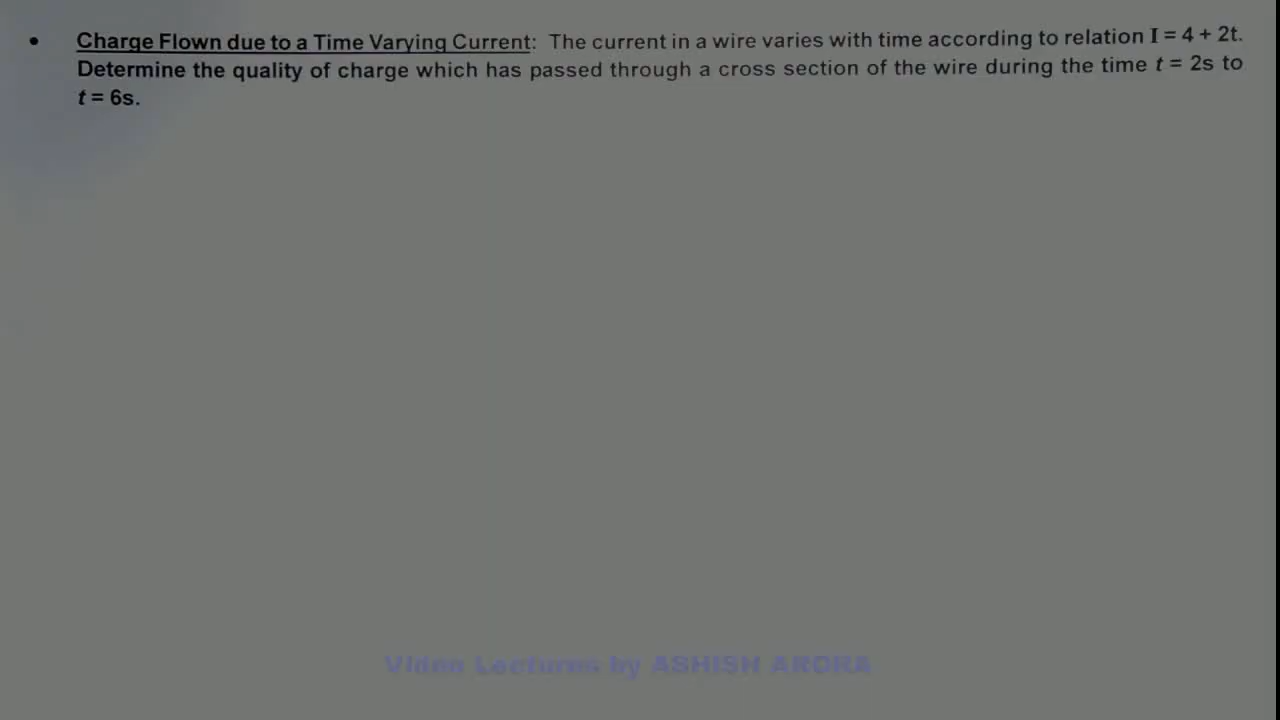 • Charge Flown due to a Time Varying Current: The current in a wire varies with time according to relation I = 4 + 2t.
Determine the quality of charge which has passed through a cross section of the wire during the time t = 2s to
t = 6s.
Video Lectures by ASHISH ARORA